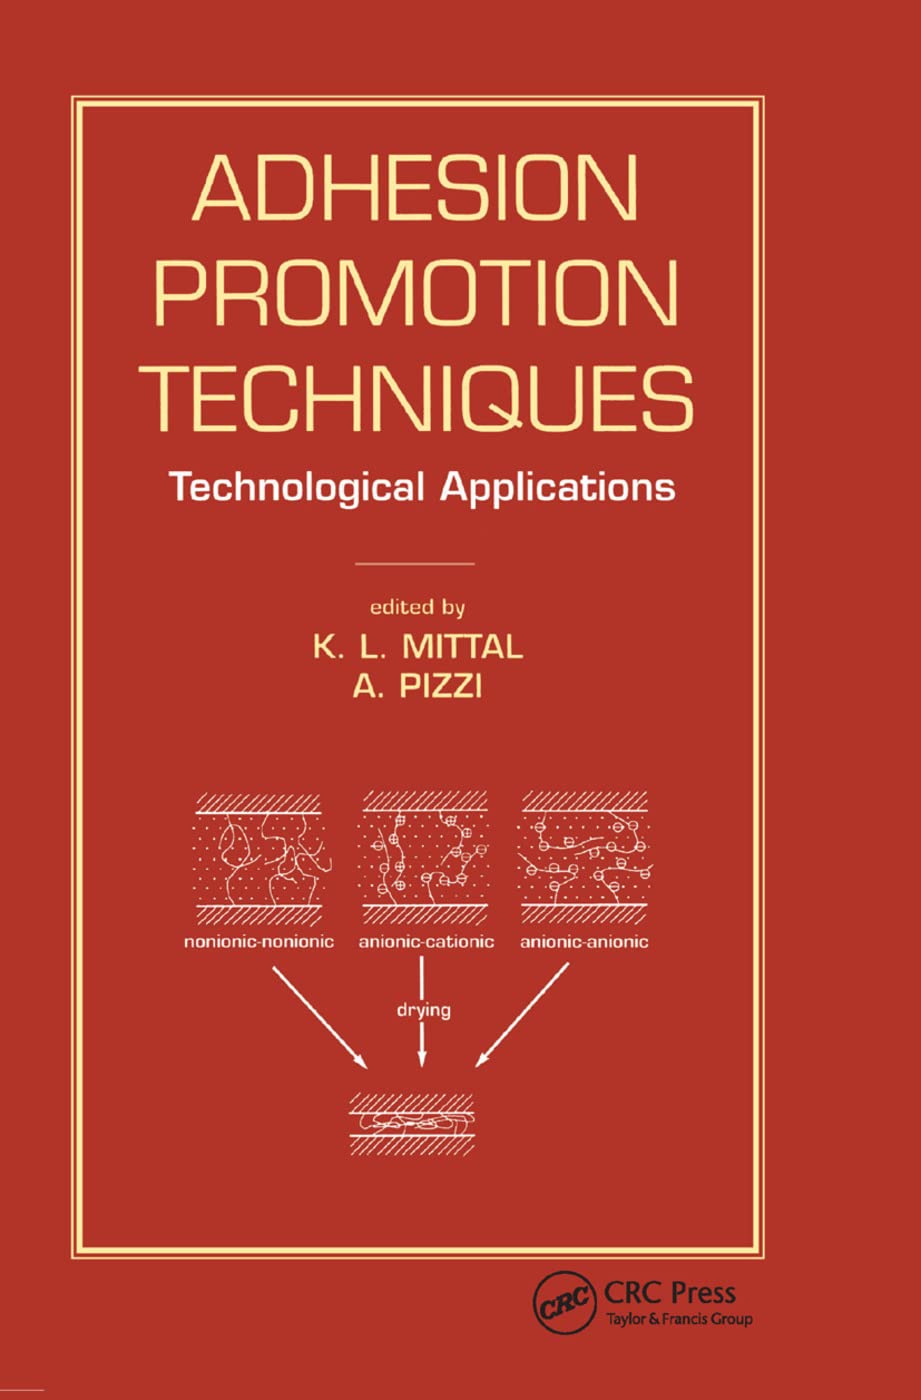 ADHESION
PROMOTION
TECHNIQUES
Technological Applications
edited by
K. L. MITTAL
A. PIZZI
nonionic-nonionic anionic-cationic anionic-anionic
drying
CRC CRC Press
Taylor & Francis Group